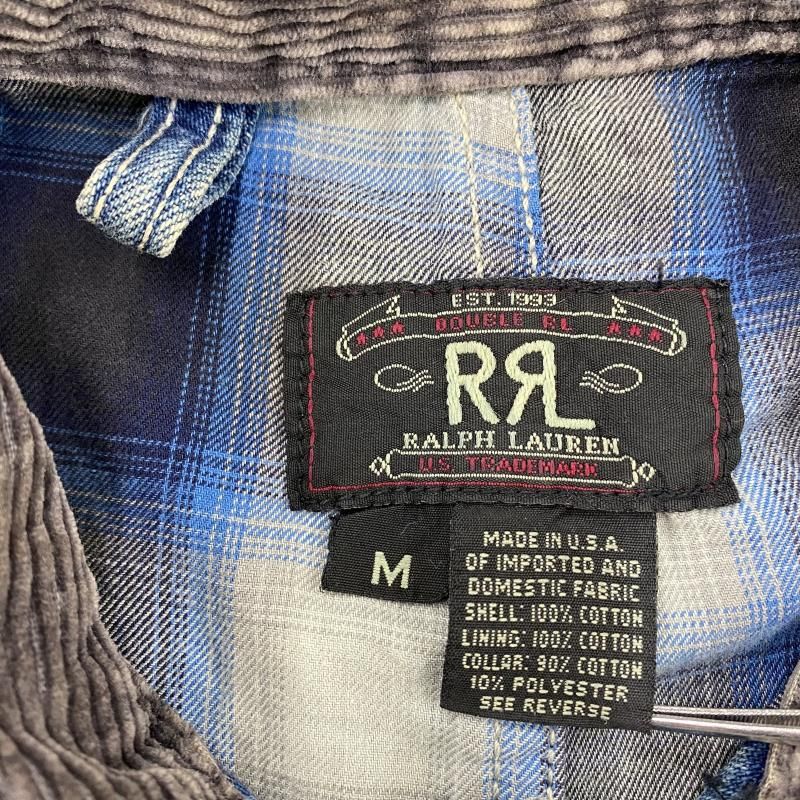 EST. 1993
DOUBLE RL
RRL
RALPH LAUREN
U.S. TRADEMARK
M
MADE IN U.S.A.
OF IMPORTED AND
DOMESTIC FABRIC
SHELL: 100% COTTON
LINING: 100% COTTON
COLLAR: 90% COTTON
10% POLYESTER
SEE REVERSE